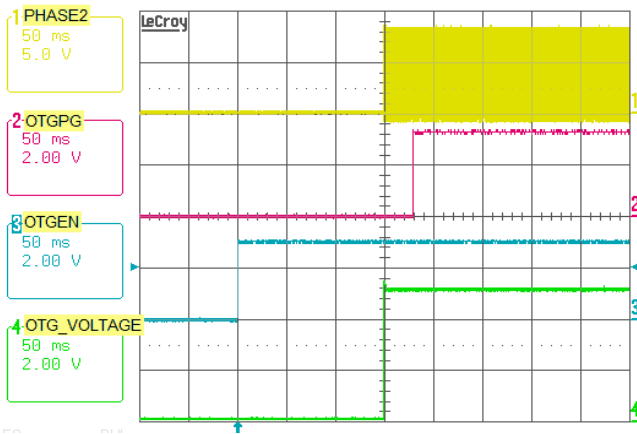 1 PHASE2
50 ms
5.0 V
LeCroy
1
2 OTGPG
50 ms
2.00 V
2
3 OTGEN
50 ms
2.00 V
3
4 OTG_VOLTAGE
50 ms
2.00 V
4